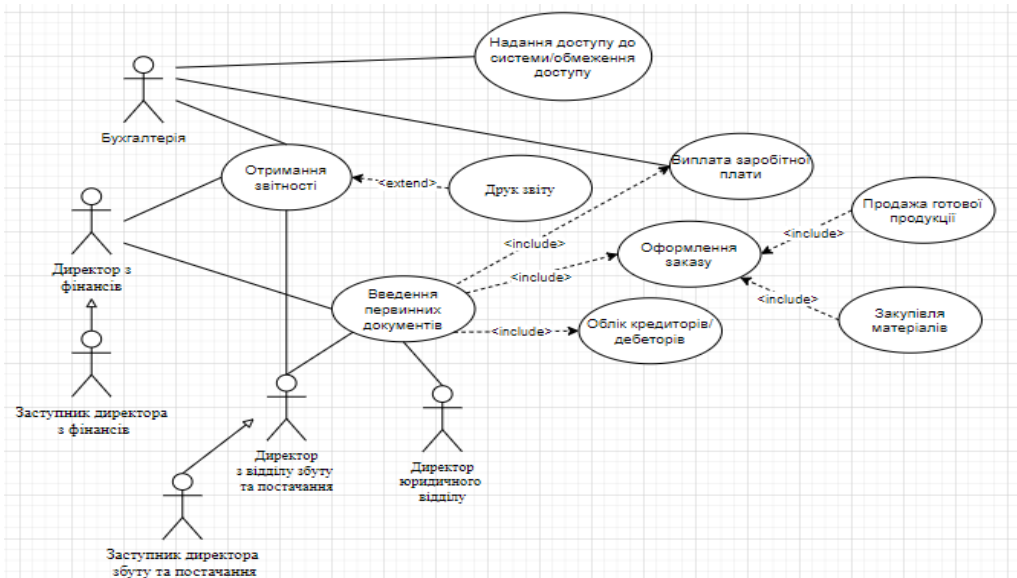 Надання доступу до
системи/обмеження
доступу
Бухгалтерія
Отримання
звітності
<extend>
Друк звіту
Виплата заробітної
плати
Продажа готової
продукції
<include>
<include>
Оформлення
заказу
<include>
Директор з
фінансів
Введення
первинних
документів
<include>
Закупівля
матеріалів
<include>
Облік кредиторів/
дебеторів
Заступник директора
з фінансів
Директор
з відділу збуту
та постачання
Директор
юридичного
відділу
Заступник директора
збуту та постачання